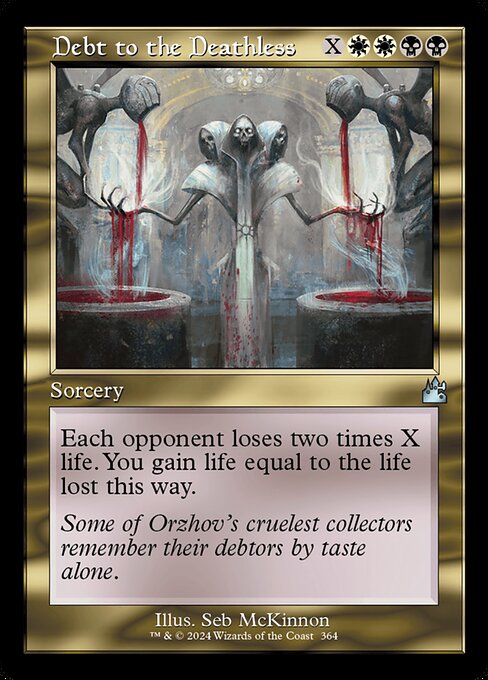 Debt to the Deathless X
Sorcery
Each opponent loses two times X
life. You gain life equal to the life
lost this way.
Some of Orzhov's cruelest collectors
remember their debtors by taste
alone.
Illus. Seb McKinnon
™ & © 2024 Wizards of the Coast 364